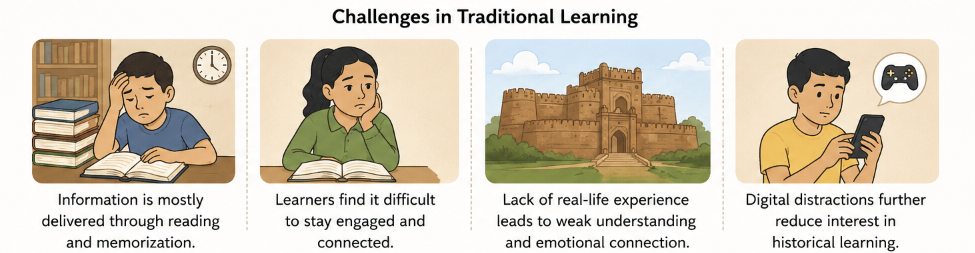 Challenges in Traditional Learning
Information is mostly
delivered through reading
and memorization.
Learners find it difficult
to stay engaged and
connected.
Lack of real-life experience
leads to weak understanding
and emotional connection.
Digital distractions further
reduce interest in
historical learning.